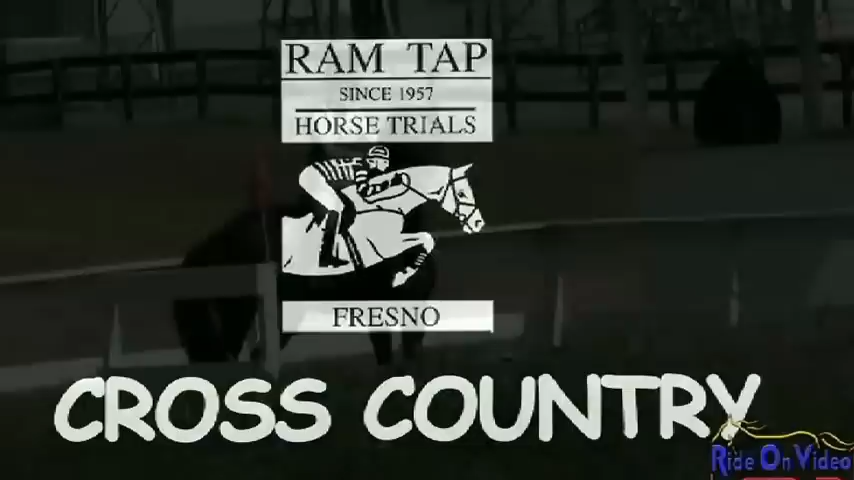 RAM TAP
SINCE 1957
HORSE TRIALS
FRESNO
CROSS COUNTRY
Ride On Video